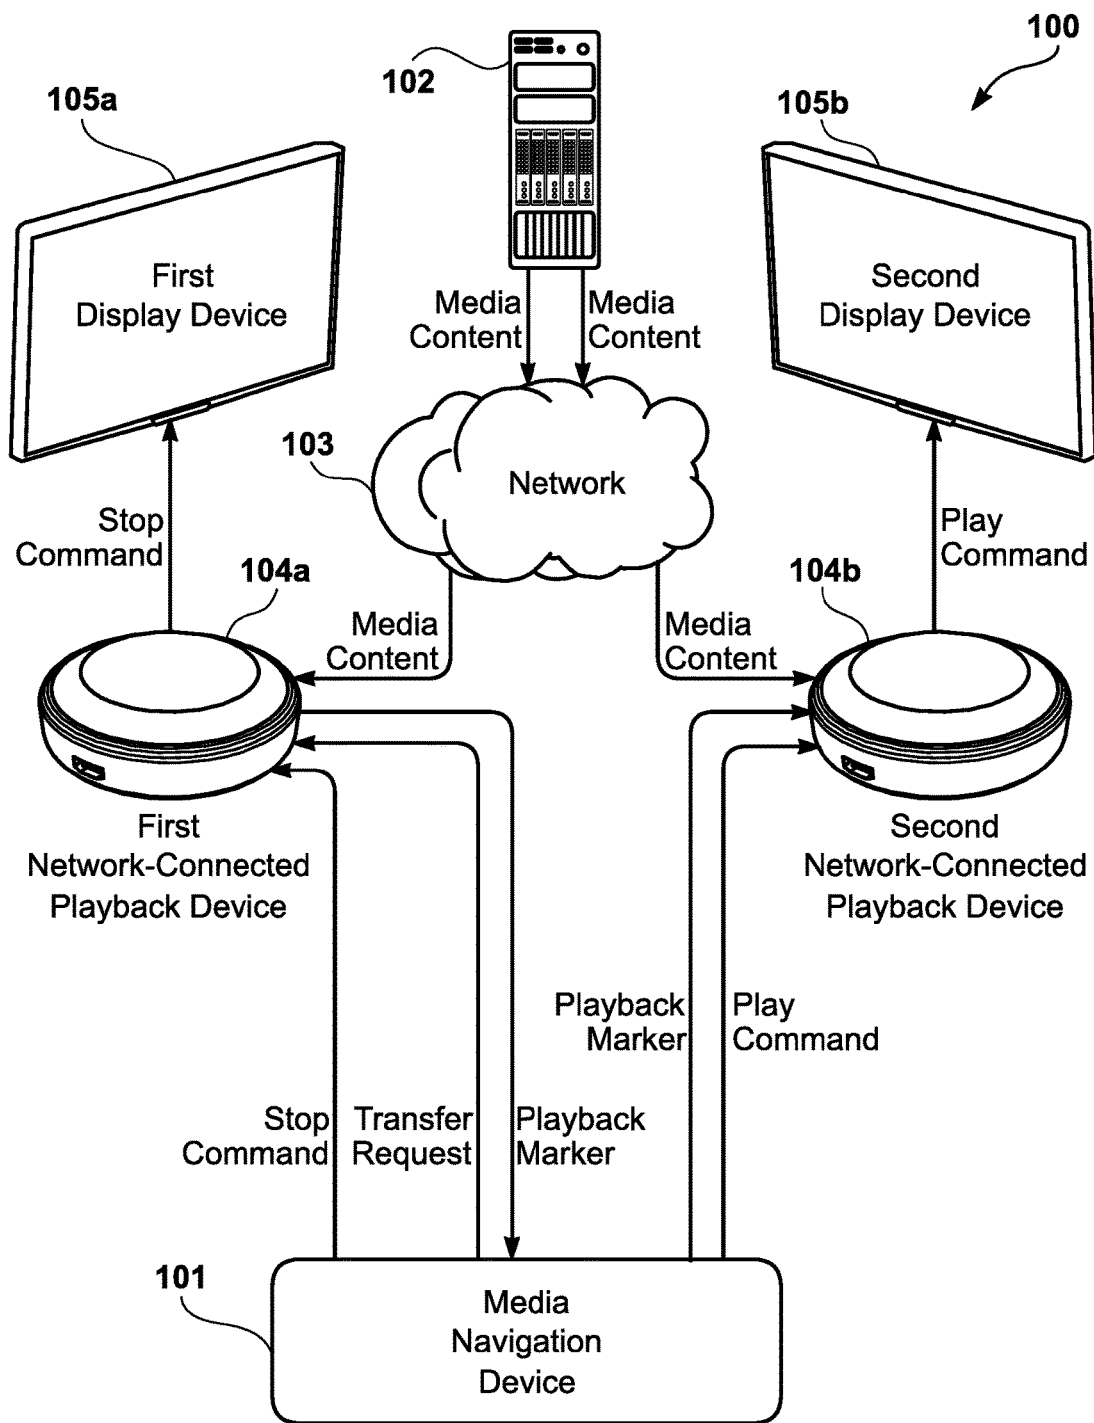 100
102
105a
105b
First
Display Device
Second
Display Device
Media
Content
Media
Content
103
Network
Stop
Command
Play
Command
104a
104b
Media
Content
Media
Content
First
Network-Connected
Playback Device
Second
Network-Connected
Playback Device
Playback
Marker
Play
Command
Stop
Command
Transfer
Request
Playback
Marker
101
Media
Navigation
Device